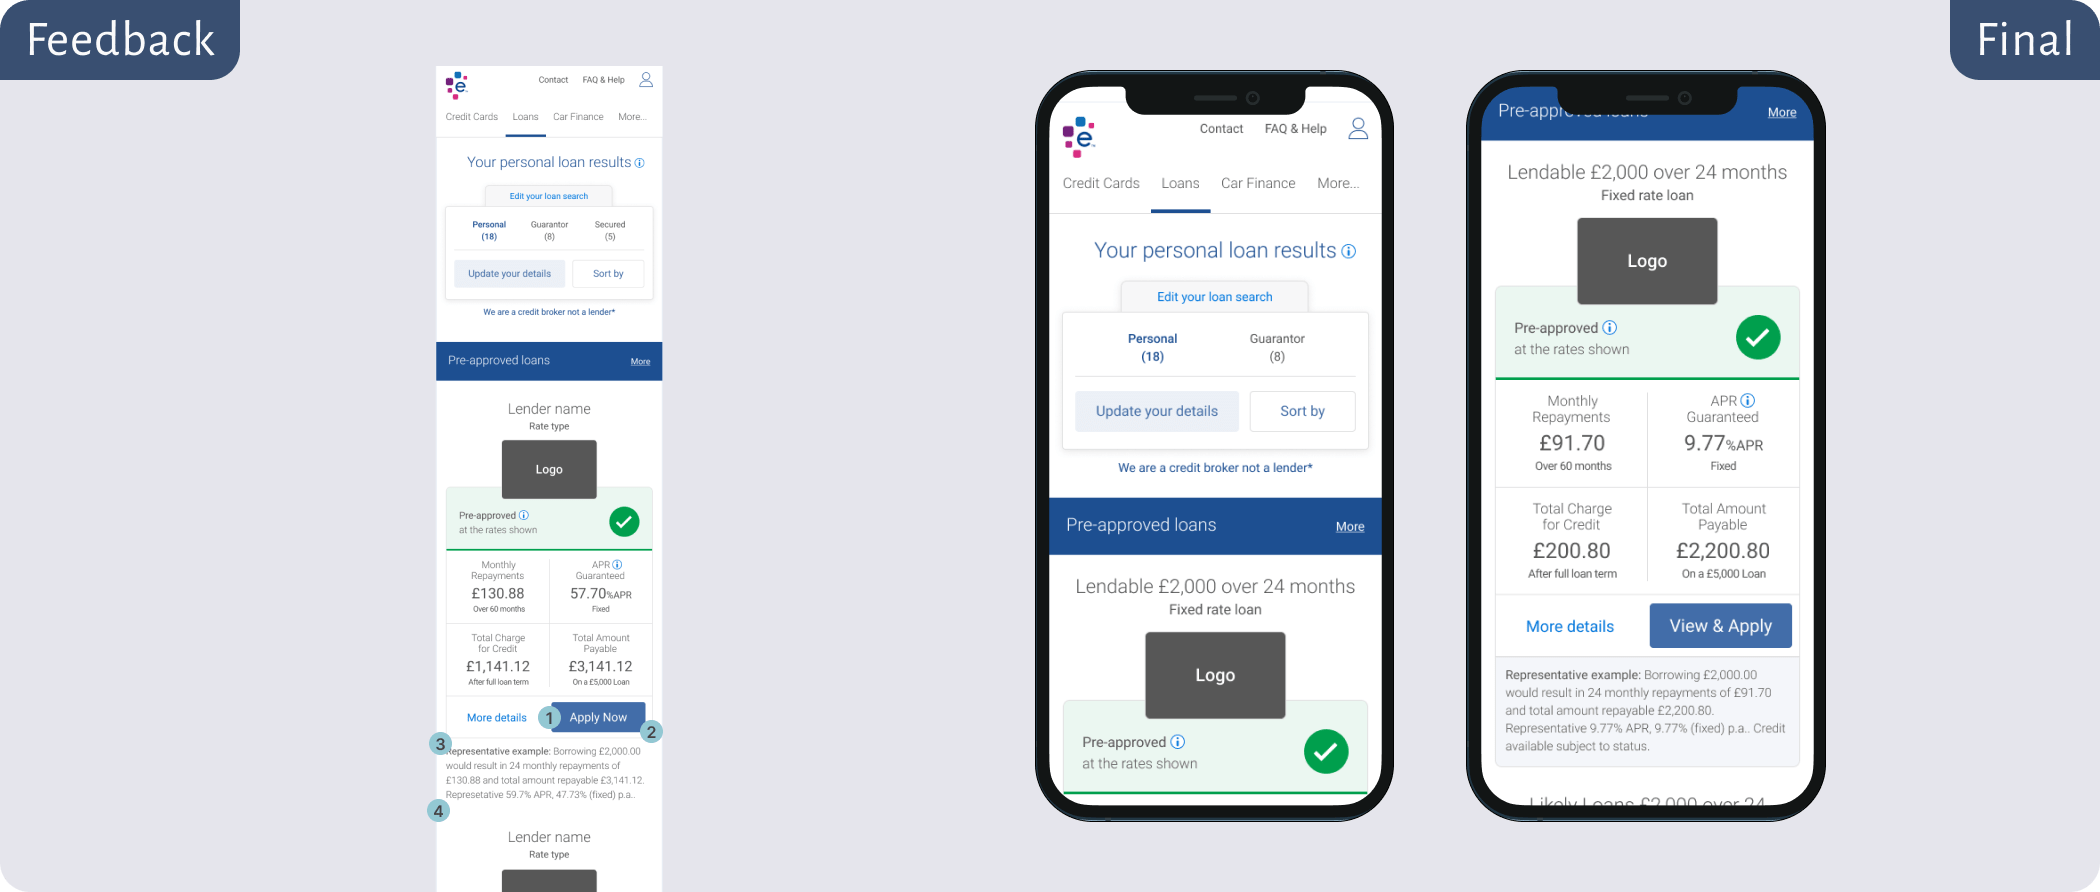 Feedback
Final
e
Contact FAQ & Help
Credit Cards Loans Car Finance More...
Your personal loan results
Edit your loan search
Personal Guarantor Secured
(18) (8) (5)
Update your details Sort by
We are a credit broker not a lender*
Pre-approved loans More
Lender name
Rate type
Logo
Pre-approved
at the rates shown
Monthly APR
Repayments Guaranteed
£130.88 57.70%APR
Over 60 months Fixed
Total Charge Total Amount
for Credit Payable
£1,141.12 £3,141.12
After full loan term On a £5,000 Loan
More details 1 Apply Now
2
3
Representative example: Borrowing £2,000.00
would result in 24 monthly repayments of
£130.88 and total amount repayable £3,141.12.
Represetative 59.7% APR, 47.73% (fixed) p.a..
4
Lender name
Rate type
e
Contact FAQ & Help
Credit Cards Loans Car Finance More...
Your personal loan results
Edit your loan search
Personal Guarantor
(18) (8)
Update your details Sort by
We are a credit broker not a lender*
Pre-approved loans More
Lendable £2,000 over 24 months
Fixed rate loan
Logo
Pre-approved
at the rates shown
Pre-approved loans More
Lendable £2,000 over 24 months
Fixed rate loan
Logo
Pre-approved
at the rates shown
Monthly APR
Repayments Guaranteed
£91.70 9.77%APR
Over 60 months Fixed
Total Charge Total Amount
for Credit Payable
£200.80 £2,200.80
After full loan term On a £5,000 Loan
More details View & Apply
Representative example: Borrowing £2,000.00
would result in 24 monthly repayments of £91.70
and total amount repayable £2,200.80.
Representative 9.77% APR, 9.77% (fixed) p.a.. Credit
available subject to status.
Likely Loans £2,000 over 24